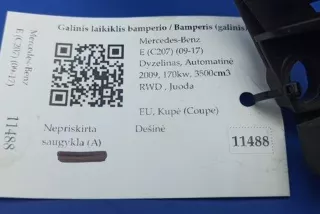 Galinis laikiklis bamperio / Bamperis (galinis
Mercedes-Benz
E (C207) (09-17)
Dyzelinas, Automatinė
2009, 170kw, 3500cm3
RWD , Juoda
EU, Kupė (Coupe)
Nepriskirta
saugykla (A)
Dešinė
11488
Mercedes-Benz
E (C207) (09-17)
11488